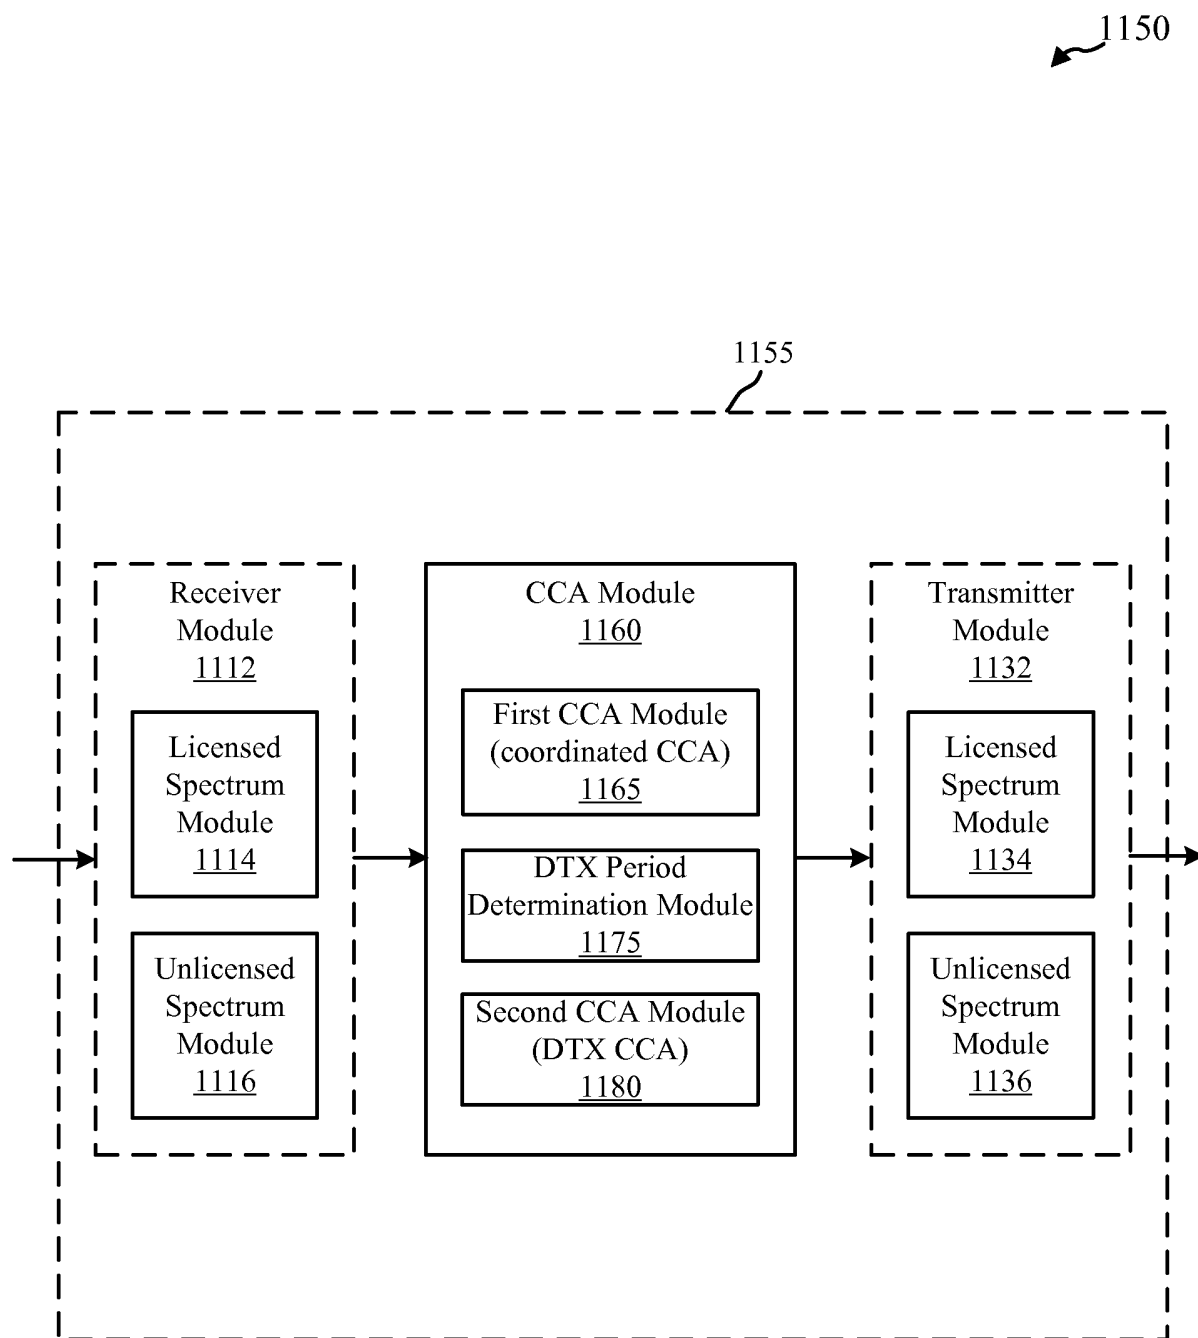 1150
1155
Receiver
Module
1112
Licensed
Spectrum
Module
1114
Unlicensed
Spectrum
Module
1116
CCA Module
1160
First CCA Module
(coordinated CCA)
1165
DTX Period
Determination Module
1175
Second CCA Module
(DTX CCA)
1180
Transmitter
Module
1132
Licensed
Spectrum
Module
1134
Unlicensed
Spectrum
Module
1136